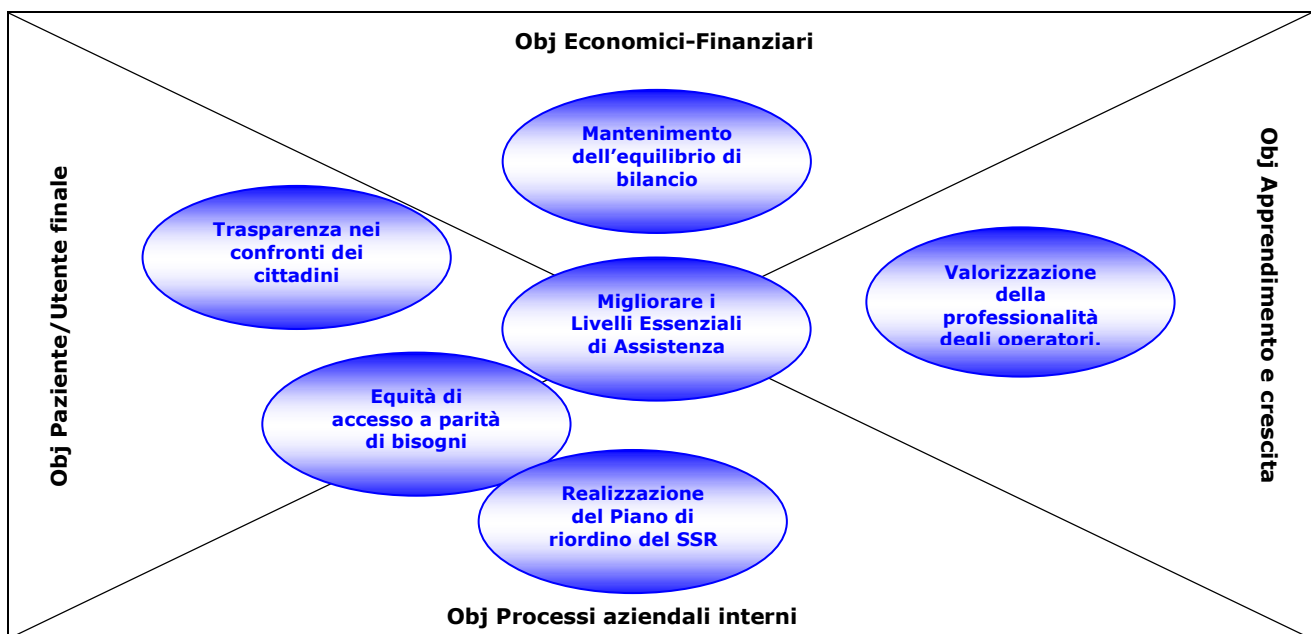 Obj Economici-Finanziari
Mantenimento
dell'equilibrio di
bilancio
Obj Paziente/Utente finale
Trasparenza nei
confronti dei
cittadini
Migliorare i
Livelli Essenziali
di Assistenza
Valorizzazione
della
professionalità
degli operatori.
Obj Apprendimento e
crescita
Equità di
accesso a parità
di bisogni
Realizzazione
del Piano di
riordino del SSR
Obj Processi aziendali interni